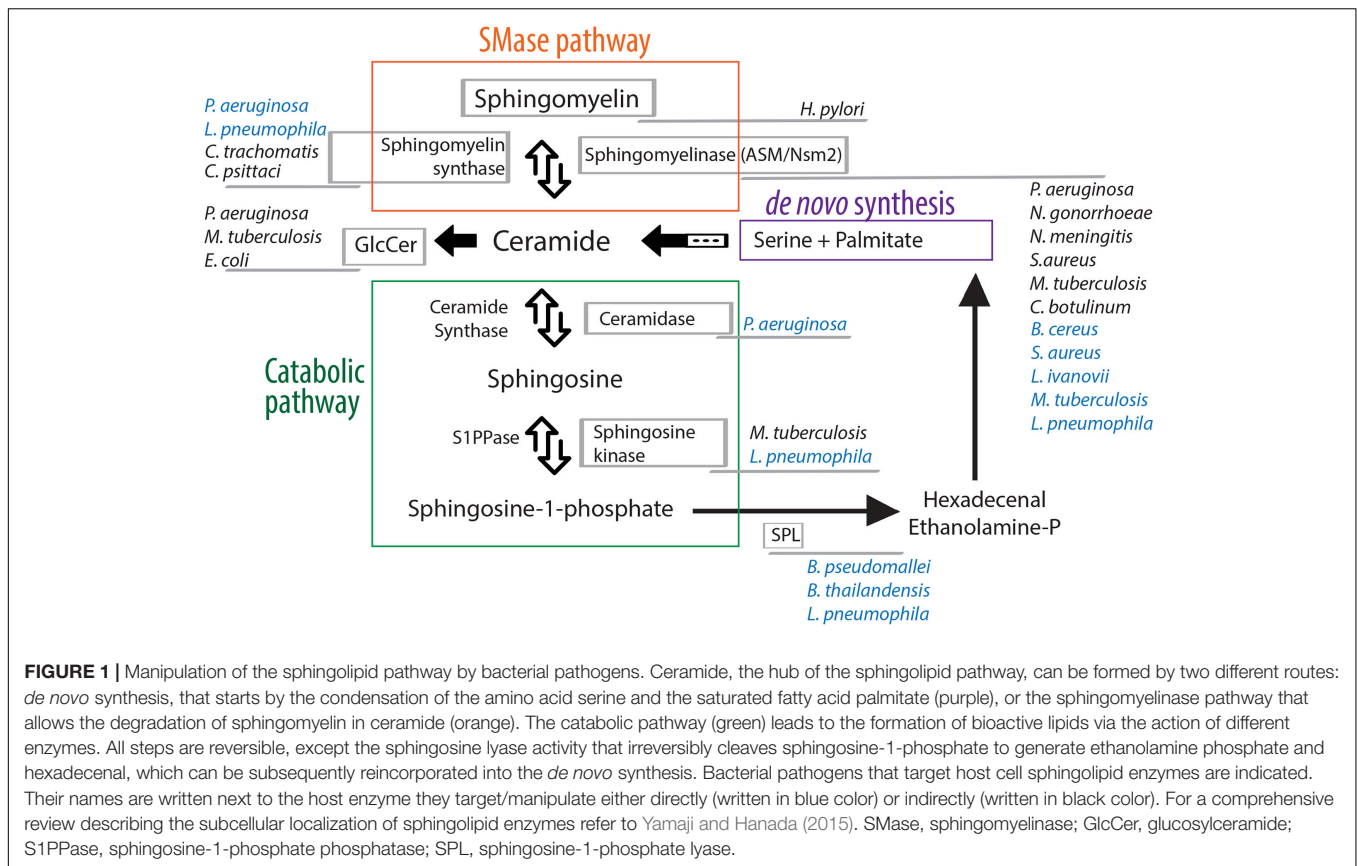 SMase pathway
Sphingomyelin
P. aeruginosa
L. pneumophila
C. trachomatis
C. psittaci
H. pylori
Sphingomyelin
synthase
Sphingomyelinase (ASM/Nsm2)
P. aeruginosa
M. tuberculosis
E. coli
GlcCer
Ceramide
de novo synthesis
Serine + Palmitate
P. aeruginosa
N. gonorrhoeae
N. meningitis
S.aureus
M. tuberculosis
C. botulinum
B. cereus
S. aureus
L. ivanovii
M. tuberculosis
L. pneumophila
Ceramide
Synthase
Ceramidase
P. aeruginosa
Catabolic
pathway
Sphingosine
S1PPase
Sphingosine
kinase
M. tuberculosis
L. pneumophila
Sphingosine-1-phosphate
Hexadecenal
Ethanolamine-P
SPL
B. pseudomallei
B. thailandensis
L. pneumophila
FIGURE 1 | Manipulation of the sphingolipid pathway by bacterial pathogens. Ceramide, the hub of the sphingolipid pathway, can be formed by two different routes:
de novo synthesis, that starts by the condensation of the amino acid serine and the saturated fatty acid palmitate (purple), or the sphingomyelinase pathway that
allows the degradation of sphingomyelin in ceramide (orange). The catabolic pathway (green) leads to the formation of bioactive lipids via the action of different
enzymes. All steps are reversible, except the sphingosine lyase activity that irreversibly cleaves sphingosine-1-phosphate to generate ethanolamine phosphate and
hexadecenal, which can be subsequently reincorporated into the de novo synthesis. Bacterial pathogens that target host cell sphingolipid enzymes are indicated.
Their names are written next to the host enzyme they target/manipulate either directly (written in blue color) or indirectly (written in black color). For a comprehensive
review describing the subcellular localization of sphingolipid enzymes refer to Yamaji and Hanada (2015). SMase, sphingomyelinase; GlcCer, glucosylceramide;
S1PPase, sphingosine-1-phosphate phosphatase; SPL, sphingosine-1-phosphate lyase.